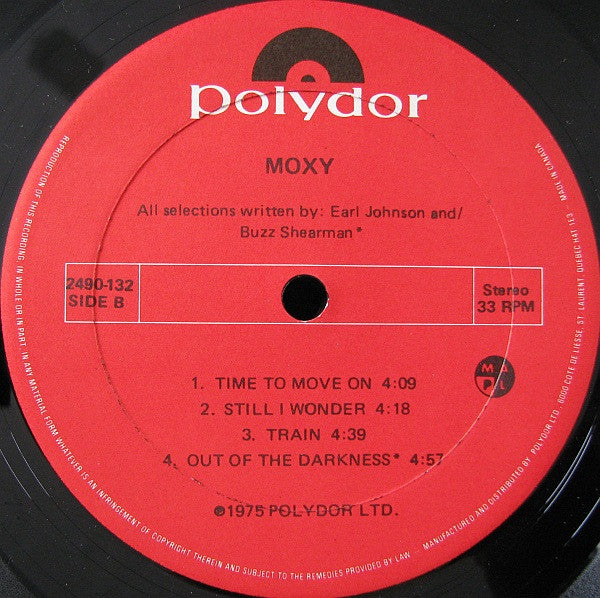 Polydor
MOXY
All selections written by: Earl Johnson and/
Buzz Shearman*
2490-132
SIDE B
Stereo
33 RPM
1. TIME TO MOVE ON 4:09
2. STILL I WONDER 4:18
3. TRAIN 4:39
4. OUT OF THE DARKNESS* 4:57
M A
P L
℗1975 POLYDOR LTD.
REPRODUCTION OF THIS RECORDING, IN WHOLE OR IN PART, IN ANY MATERIAL FORM WHATEVER IS AN INFRINGEMENT OF COPYRIGHT THEREIN AND SUBJECT TO THE REMEDIES PROVIDED BY LAW
MANUFACTURED AND DISTRIBUTED BY POLYDOR LTD. 6000 COTE DE LIESSE, ST. LAURENT, QUEBEC H4T 1E3 MADE IN CANADA